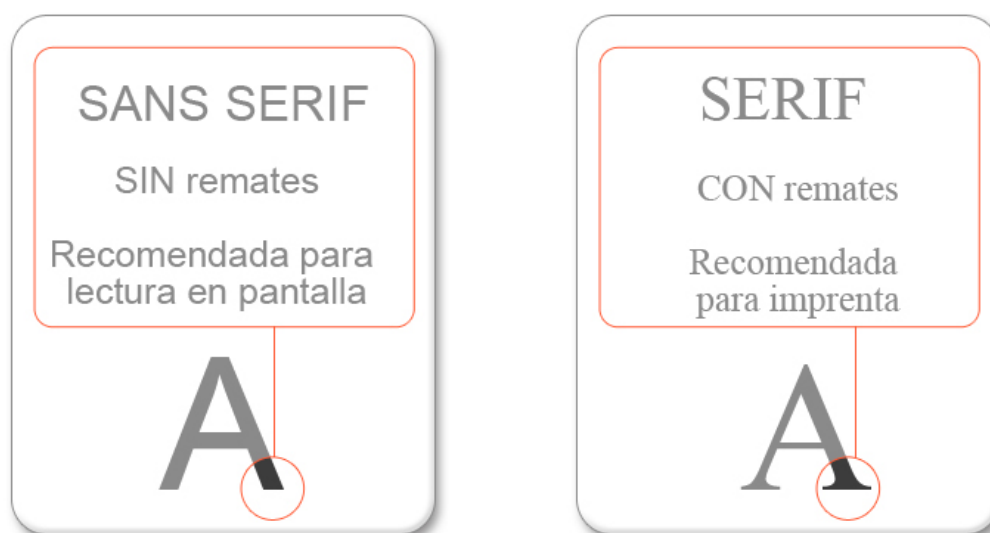 SANS SERIF
SIN remates
Recomendada para
lectura en pantalla
A
SERIF
CON remates
Recomendada
para imprenta
A